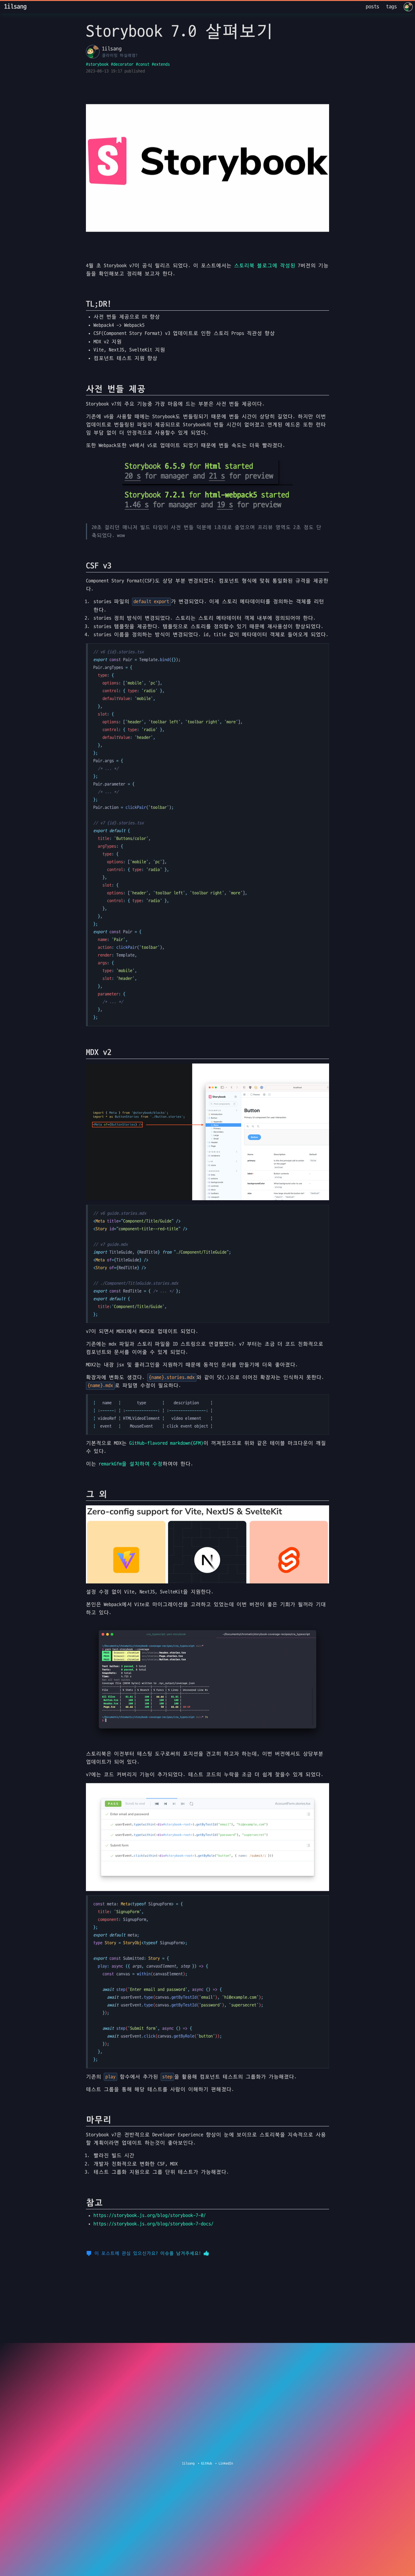 1ilsang
posts tags
Storybook 7.0 살펴보기
1ilsang
#storybook #decorator #const #extends
Storybook
4월 초 Storybook v7이 공식 릴리즈 되었다. 이 포스트에서는 스토리북 블로그에 작성된 7버전의 기능
들을 확인해보고 정리해 보고자 한다.
TL;DR!
사전 번들 제공으로 DX 향상
Webpack4 -> Webpack5
CSF(Component Story Format) v3 업데이트로 인한 스토리 Props 직관성 향상
MDX v2 지원
Vite, NextJS, SvelteKit 지원
컴포넌트 테스트 지원 향상
사전 번들 제공
Storybook v7의 주요 기능중 가장 마음에 드는 부분은 사전 번들 제공이다.
기존에 v6을 사용할 때에는 Storybook도 번들링되기 때문에 번들 시간이 상당히 길었다. 하지만 이번
업데이트로 번들링된 파일이 제공되므로 Storybook의 번들 시간이 없어졌고 번게링 헤드온 또한 런타
임 부담 없이 더 안정적으로 사용할수 있게 되었다.
또한 Webpack또한 v4에서 v5로 업데이트 되었기 때문에 번들 속도는 더욱 빨라졌다.
Storybook 6.5.9 for Html started
20 s for manager and 21 s for preview
Storybook 7.2.1 for html-webpack5 started
1.46 s for manager and 19 s for preview
20초 걸리던 매니저 빌드 타임이 사전 번들 덕분에 1초대로 줄었으며 프리뷰 영역도 2초 정도 단
축되었다. wow
CSF v3
Component Story Format(CSF)도 상당 부분 변경되었다. 컴포넌트 형식에 맞춰 통일화된 규격을 제공한
다.
1. stories 파일의 default export가 변경되었다. 이제 스토리 메타데이터를 정의하는 객체를 리턴
한다.
2. stories 정의 방식이 변경되었다. 스토리는 스토리 메타데이터 객체 내부에 정의되어야 한다.
3. stories 템플릿을 제공한다. 템플릿으로 스토리를 정의할수 있기 때문에 재사용성이 향상되었다.
4. stories 이름을 정의하는 방식이 변경되었다. id, title 값이 메타데이터 객체로 들어오게 되었다.
// v6 {id}.stories.tsx
export const Pair = Template.bind({});
Pair.argTypes = {
type: {
options: ['mobile', 'pc'],
control: { type: 'radio' },
defaultValue: 'mobile',
},
slot: {
options: ['header', 'toolbar left', 'toolbar right', 'more'],
control: { type: 'radio' },
defaultValue: 'header',
},
};
Pair.args = {
/* ... */
};
Pair.parameter = {
/* ... */
};
Pair.action = clickPair('toolbar');
// v7 {id}.stories.tsx
export default {
title: 'Buttons/color',
argTypes: {
type: {
options: ['mobile', 'pc'],
control: { type: 'radio' },
},
slot: {
options: ['header', 'toolbar left', 'toolbar right', 'more'],
control: { type: 'radio' },
},
},
};
export const Pair = {
name: 'Pair',
action: clickPair('toolbar'),
render: Template,
args: {
type: 'mobile',
slot: 'header',
},
parameter: {
/* ... */
},
};
MDX v2
Storybook
Button
// v6 guide.stories.mdx
<Meta title="Component/Title/Guide" />
<Story id="component-title--red-title" />
// v7 guide.mdx
import TitleGuide, {RedTitle} from "./Component/TitleGuide";
<Meta of={TitleGuide} />
<Story of={RedTitle} />
// ./Component/TitleGuide.stories.mdx
export const RedTitle = { /* ... */ };
export default {
title:'Component/Title/Guide',
};
v7이 되면서 MDX1에서 MDX2로 업데이트 되었다.
기존에는 mdx 파일과 스토리 파일을 ID 스트링으로 연결했었다. v7 부터는 조금 더 코드 친화적으로
컴포넌트와 문서를 이어줄 수 있게 되었다.
MDX2는 내장 jsx 및 플러그인을 지원하기 때문에 동적인 문서를 만들기에 더욱 좋아졌다.
확장자에 변화도 생겼다. {name}.stories.mdx와 같이 닷(.)으로 이어진 확장자는 인식하지 못한다.
{name}.mdx로 파일명 수정이 필요하다.
| name | type | description |
| :------: | :--------------: | :----------------: |
| videoRef | HTMLVideoElement | video element |
| event | MouseEvent | click event object |
기본적으로 MDX는 Github-flavored markdown(GFM)이 꺼져있으므로 위와 같은 테이블 마크다운이 깨질
수 있다.
이는 remarkGfm을 설치하여 수정하여야 한다.
그 외
Zero-config support for Vite, NextJS & SvelteKit
설정 수정 없이 Vite, NextJS, SvelteKit을 지원한다.
본인은 Webpack에서 Vite로 마이그레이션을 고려하고 있었는데 이번 버전이 좋은 기회가 될꺼라 기대
하고 있다.
스토리북은 이전부터 테스팅 도구로써의 포지션을 견고히 하고자 하는데, 이번 버전에서도 상당부분
업데이트가 되어 있다.
v7에는 코드 커버리지 기능이 추가되었다. 테스트 코드의 누락을 조금 더 쉽게 찾을수 있게 되었다.
const meta: Meta<typeof SignupForm> = {
title: 'SignupForm',
component: SignupForm,
};
export default meta;
type Story = StoryObj<typeof SignupForm>;
export const Submitted: Story = {
play: async ({ args, canvasElement, step }) => {
const canvas = within(canvasElement);
await step('Enter email and password', async () => {
await userEvent.type(canvas.getByTestId('email'), 'hi@example.com');
await userEvent.type(canvas.getByTestId('password'), 'supersecret');
});
await step('Submit form', async () => {
await userEvent.click(canvas.getByRole('button'));
});
},
};
기존의 play 함수에서 추가된 step을 활용해 컴포넌트 테스트의 그룹화가 가능해졌다.
테스트 그룹을 통해 해당 테스트를 사람이 이해하기 편해졌다.
마무리
Storybook v7은 전반적으로 Developer Experience 향상이 눈에 보이므로 스토리북을 지속적으로 사용
할 계획이라면 업데이트 하는것이 좋아보인다.
1. 빨라진 빌드 시간
2. 개발자 친화적으로 변화한 CSF, MDX
3. 테스트 그룹화 지원으로 그룹 단위 테스트가 가능해졌다.
참고
https://storybook.js.org/blog/storybook-7-0/
https://storybook.js.org/blog/storybook-7-docs/
이 포스트에 관심 있으신가요? 이슈를 남겨주세요!
1ilsang - GitHub - LinkedIn